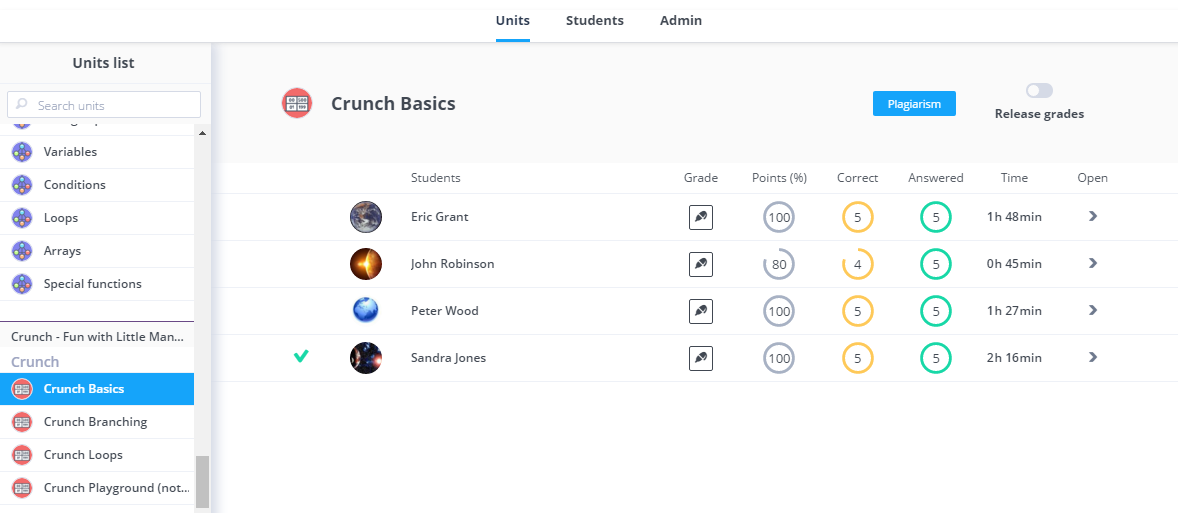 Units Students Admin
Units list
Search units
Variables
Conditions
Loops
Arrays
Special functions
Crunch - Fun with Little Man...
Crunch
Crunch Basics
Crunch Branching
Crunch Loops
Crunch Playground (not...
Crunch Basics
Plagiarism
Release grades
Students Grade Points (%) Correct Answered Time Open
Eric Grant 100 5 5 1h 48min
John Robinson 80 4 5 0h 45min
Peter Wood 100 5 5 1h 27min
Sandra Jones 100 5 5 2h 16min